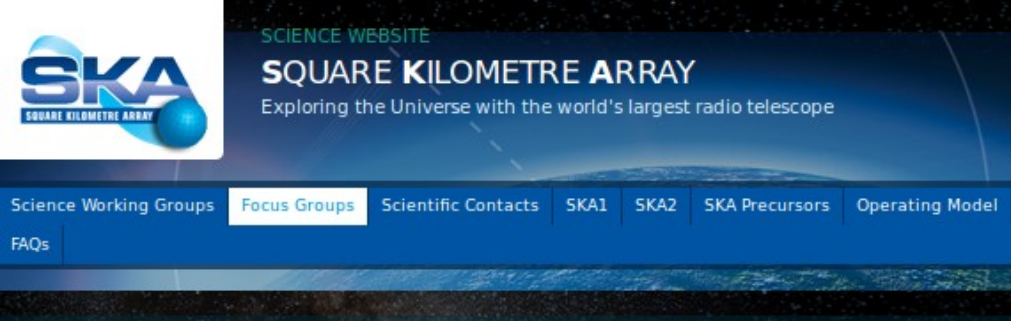 SKA
SQUARE KILOMETRE ARRAY
SCIENCE WEBSITE
SQUARE KILOMETRE ARRAY
Exploring the Universe with the world's largest radio telescope
Science Working Groups Focus Groups Scientific Contacts SKA1 SKA2 SKA Precursors Operating Model
FAQs